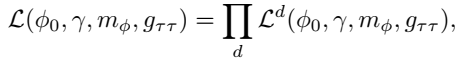 ℒ(ϕ₀, γ, m_ϕ, g_ττ) = ∏_d ℒ^d(ϕ₀, γ, m_ϕ, g_ττ),